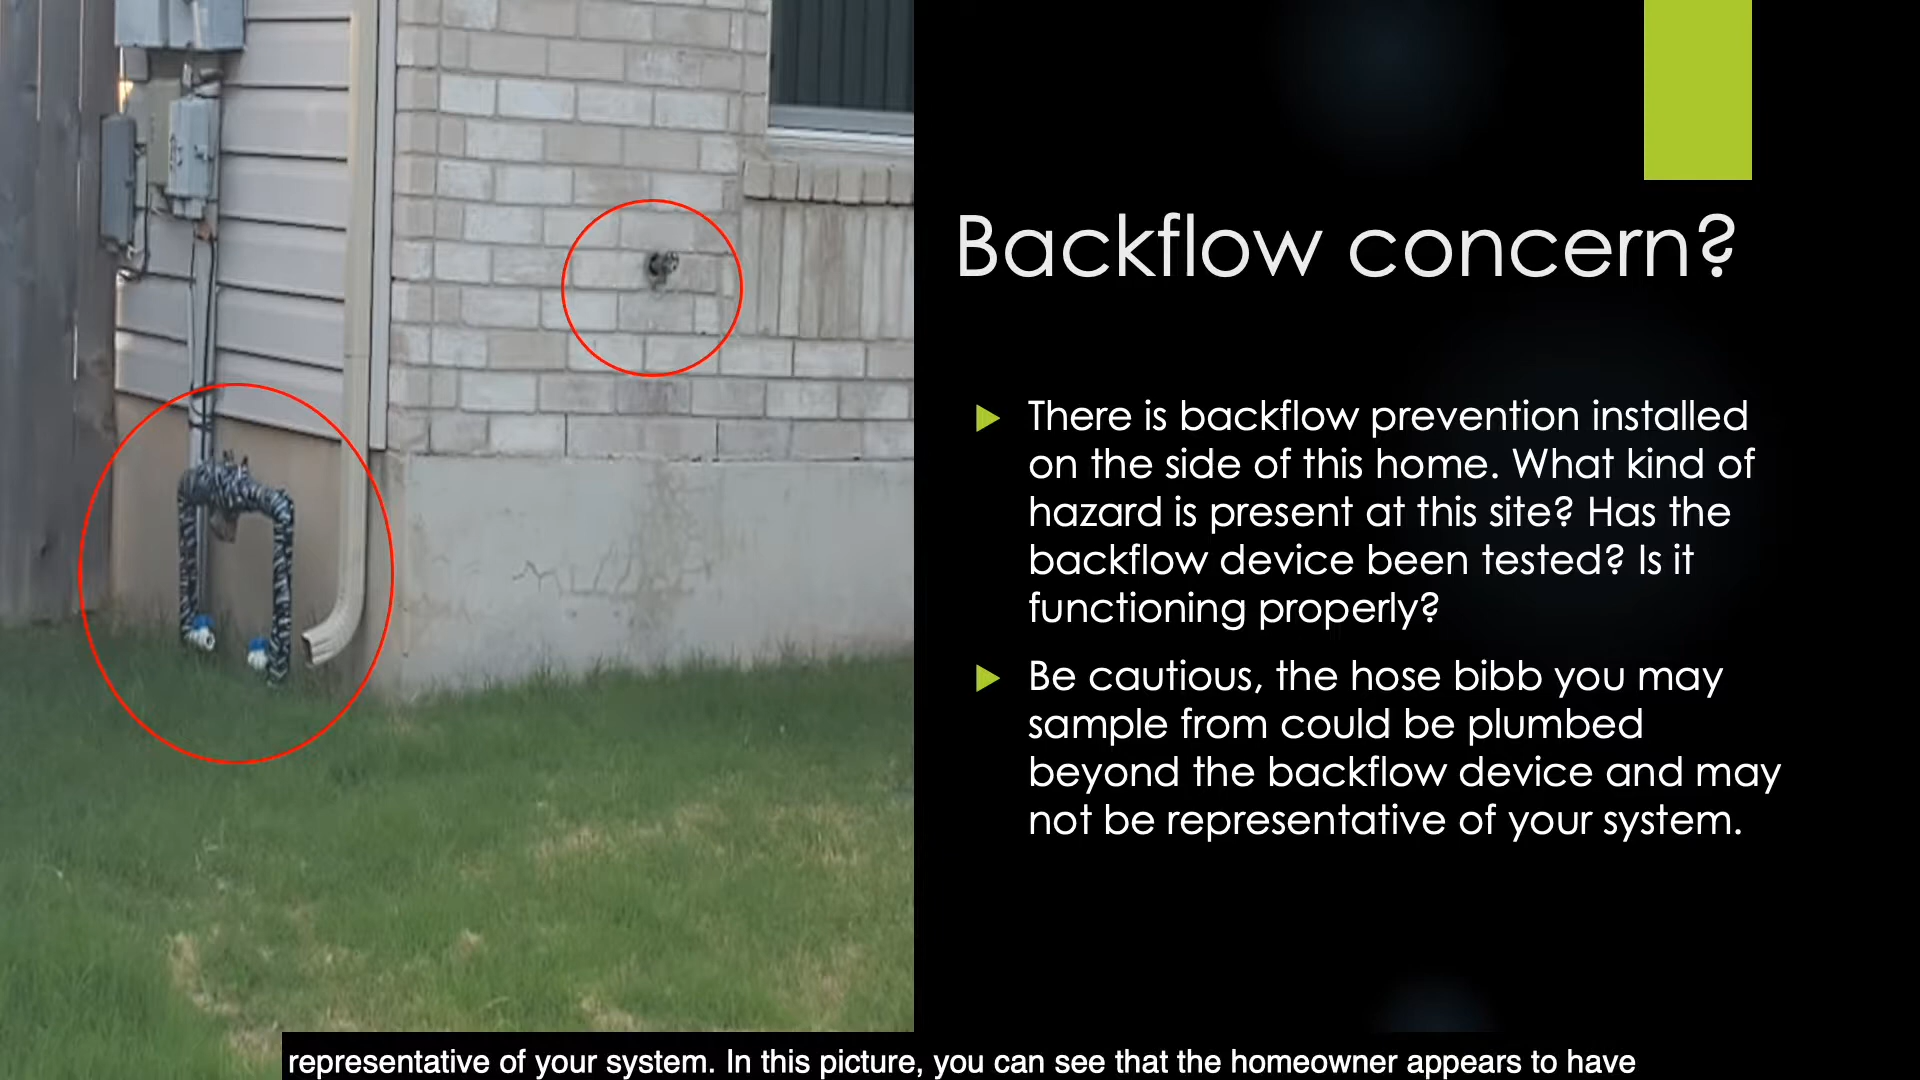 Backflow concern?
There is backflow prevention installed
on the side of this home. What kind of
hazard is present at this site? Has the
backflow device been tested? Is it
functioning properly?
Be cautious, the hose bibb you may
sample from could be plumbed
beyond the backflow device and may
not be representative of your system.
representative of your system. In this picture, you can see that the homeowner appears to have